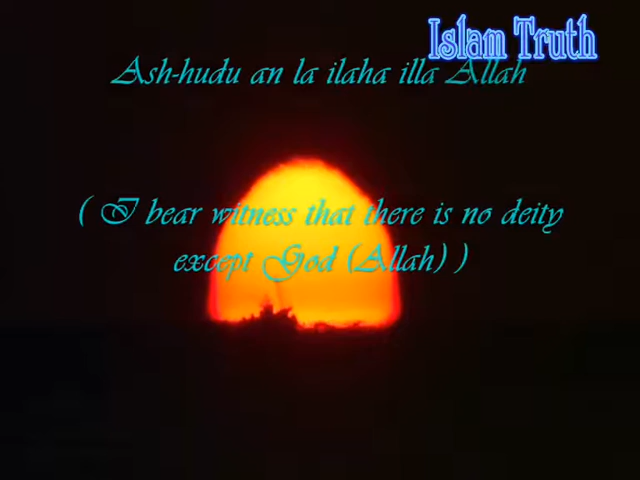 Islam Truth
Ash-hudu an la ilaha illa Allah
( I bear witness that there is no deity
except God (Allah) )